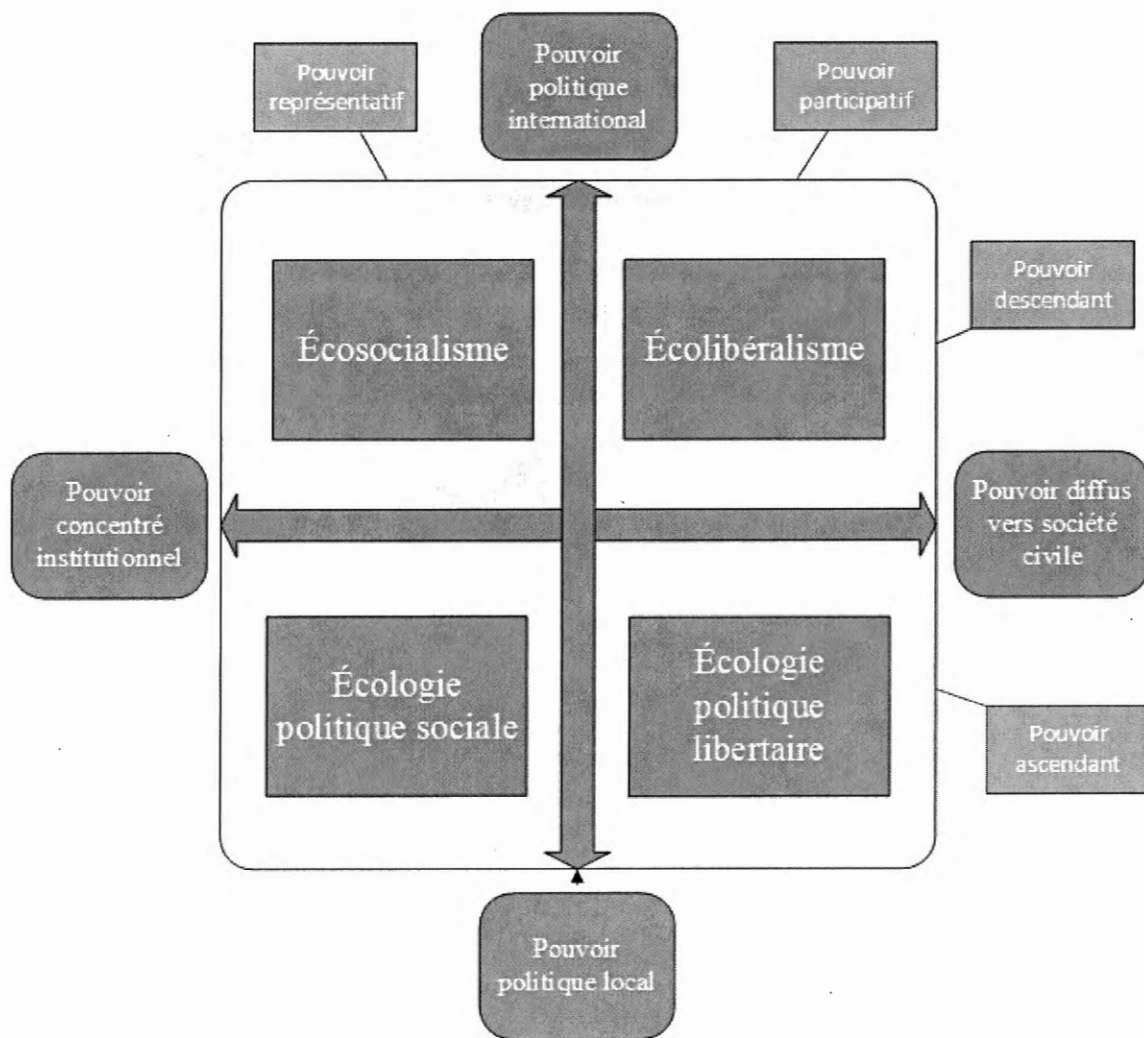 Pouvoir
représentatif
Pouvoir
politique
international
Pouvoir
participatif
Écosocialisme
Écolibéralisme
Pouvoir
descendant
Pouvoir
concentré
institutionnel
Pouvoir diffus
vers société
civile
Écologie
politique sociale
Écologie
politique
libertaire
Pouvoir
ascendant
Pouvoir
politique local